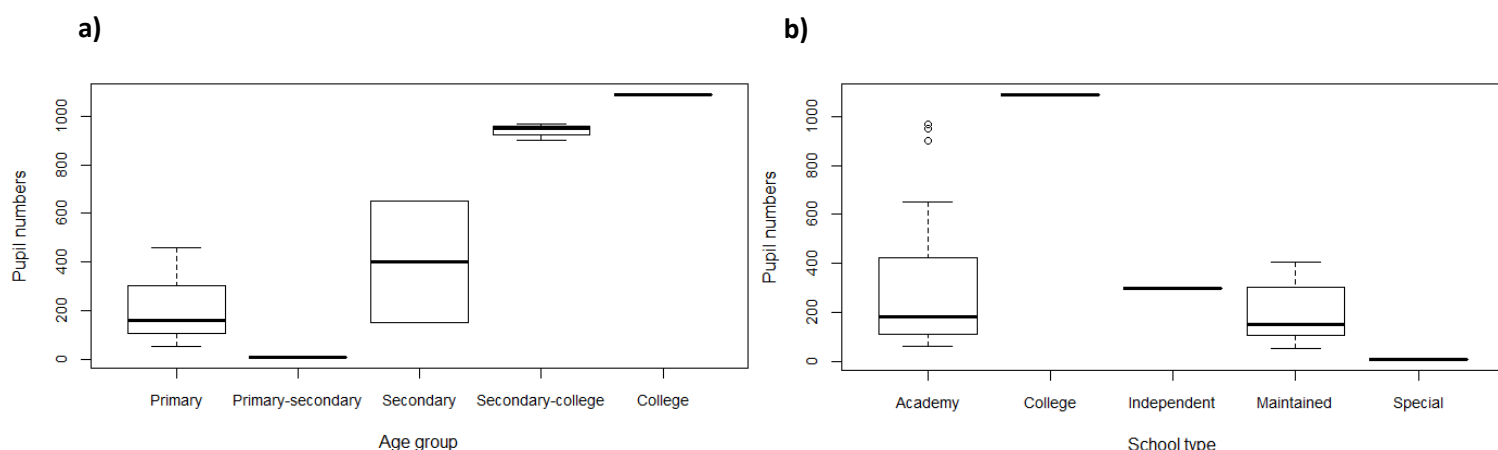 a)
Pupil numbers
1000
800
600
400
200
0
Primary
Primary-secondary
Secondary
Secondary-college
College
Age group
b)
Pupil numbers
1000
800
600
400
200
0
Academy
College
Independent
Maintained
Special
School type